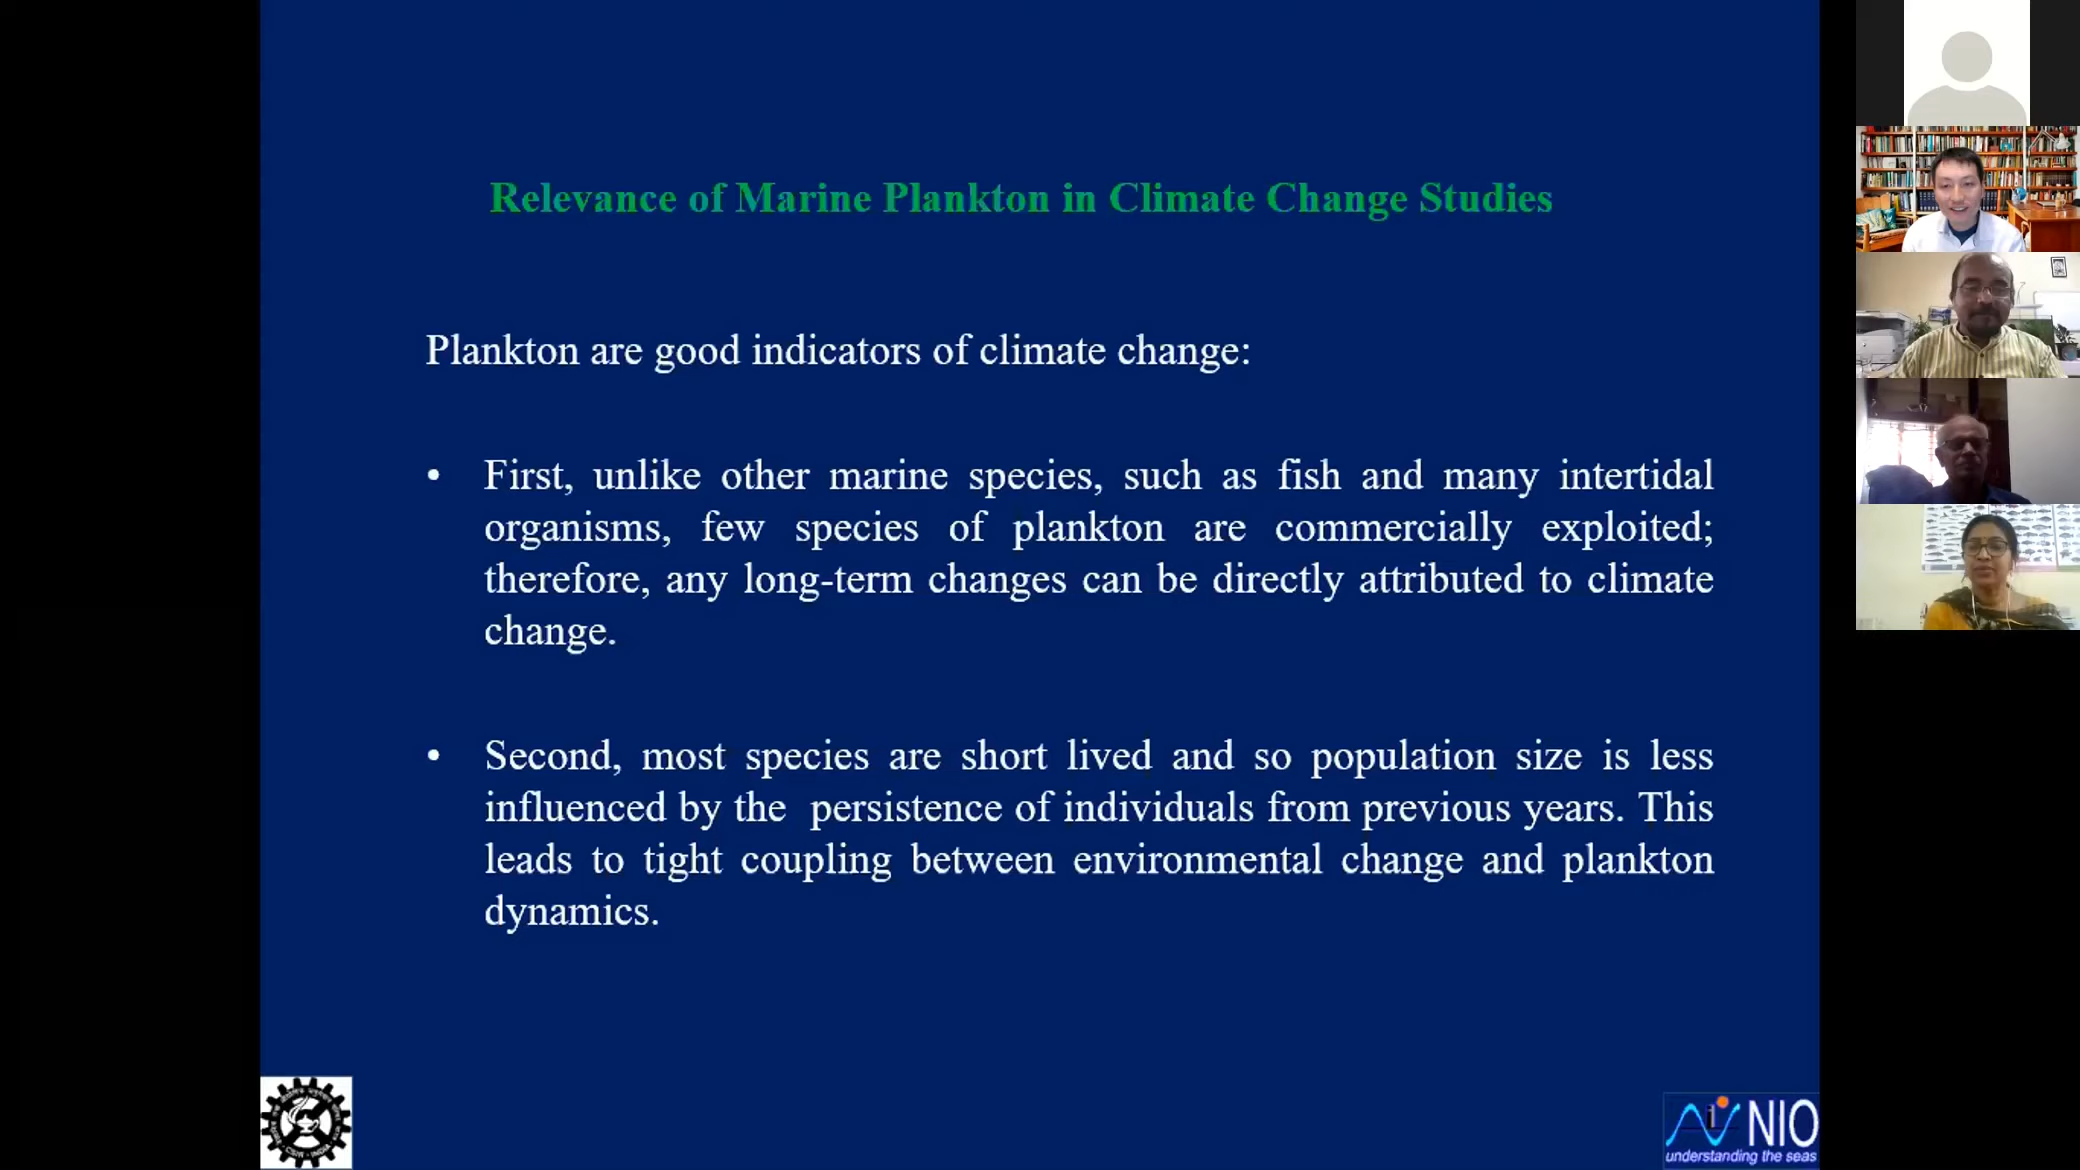 Relevance of Marine Plankton in Climate Change Studies
Plankton are good indicators of climate change:
• First, unlike other marine species, such as fish and many intertidal
organisms, few species of plankton are commercially exploited;
therefore, any long-term changes can be directly attributed to climate
change.
• Second, most species are short lived and so population size is less
influenced by the persistence of individuals from previous years. This
leads to tight coupling between environmental change and plankton
dynamics.
CSIR • INDIA
NIO
understanding the seas